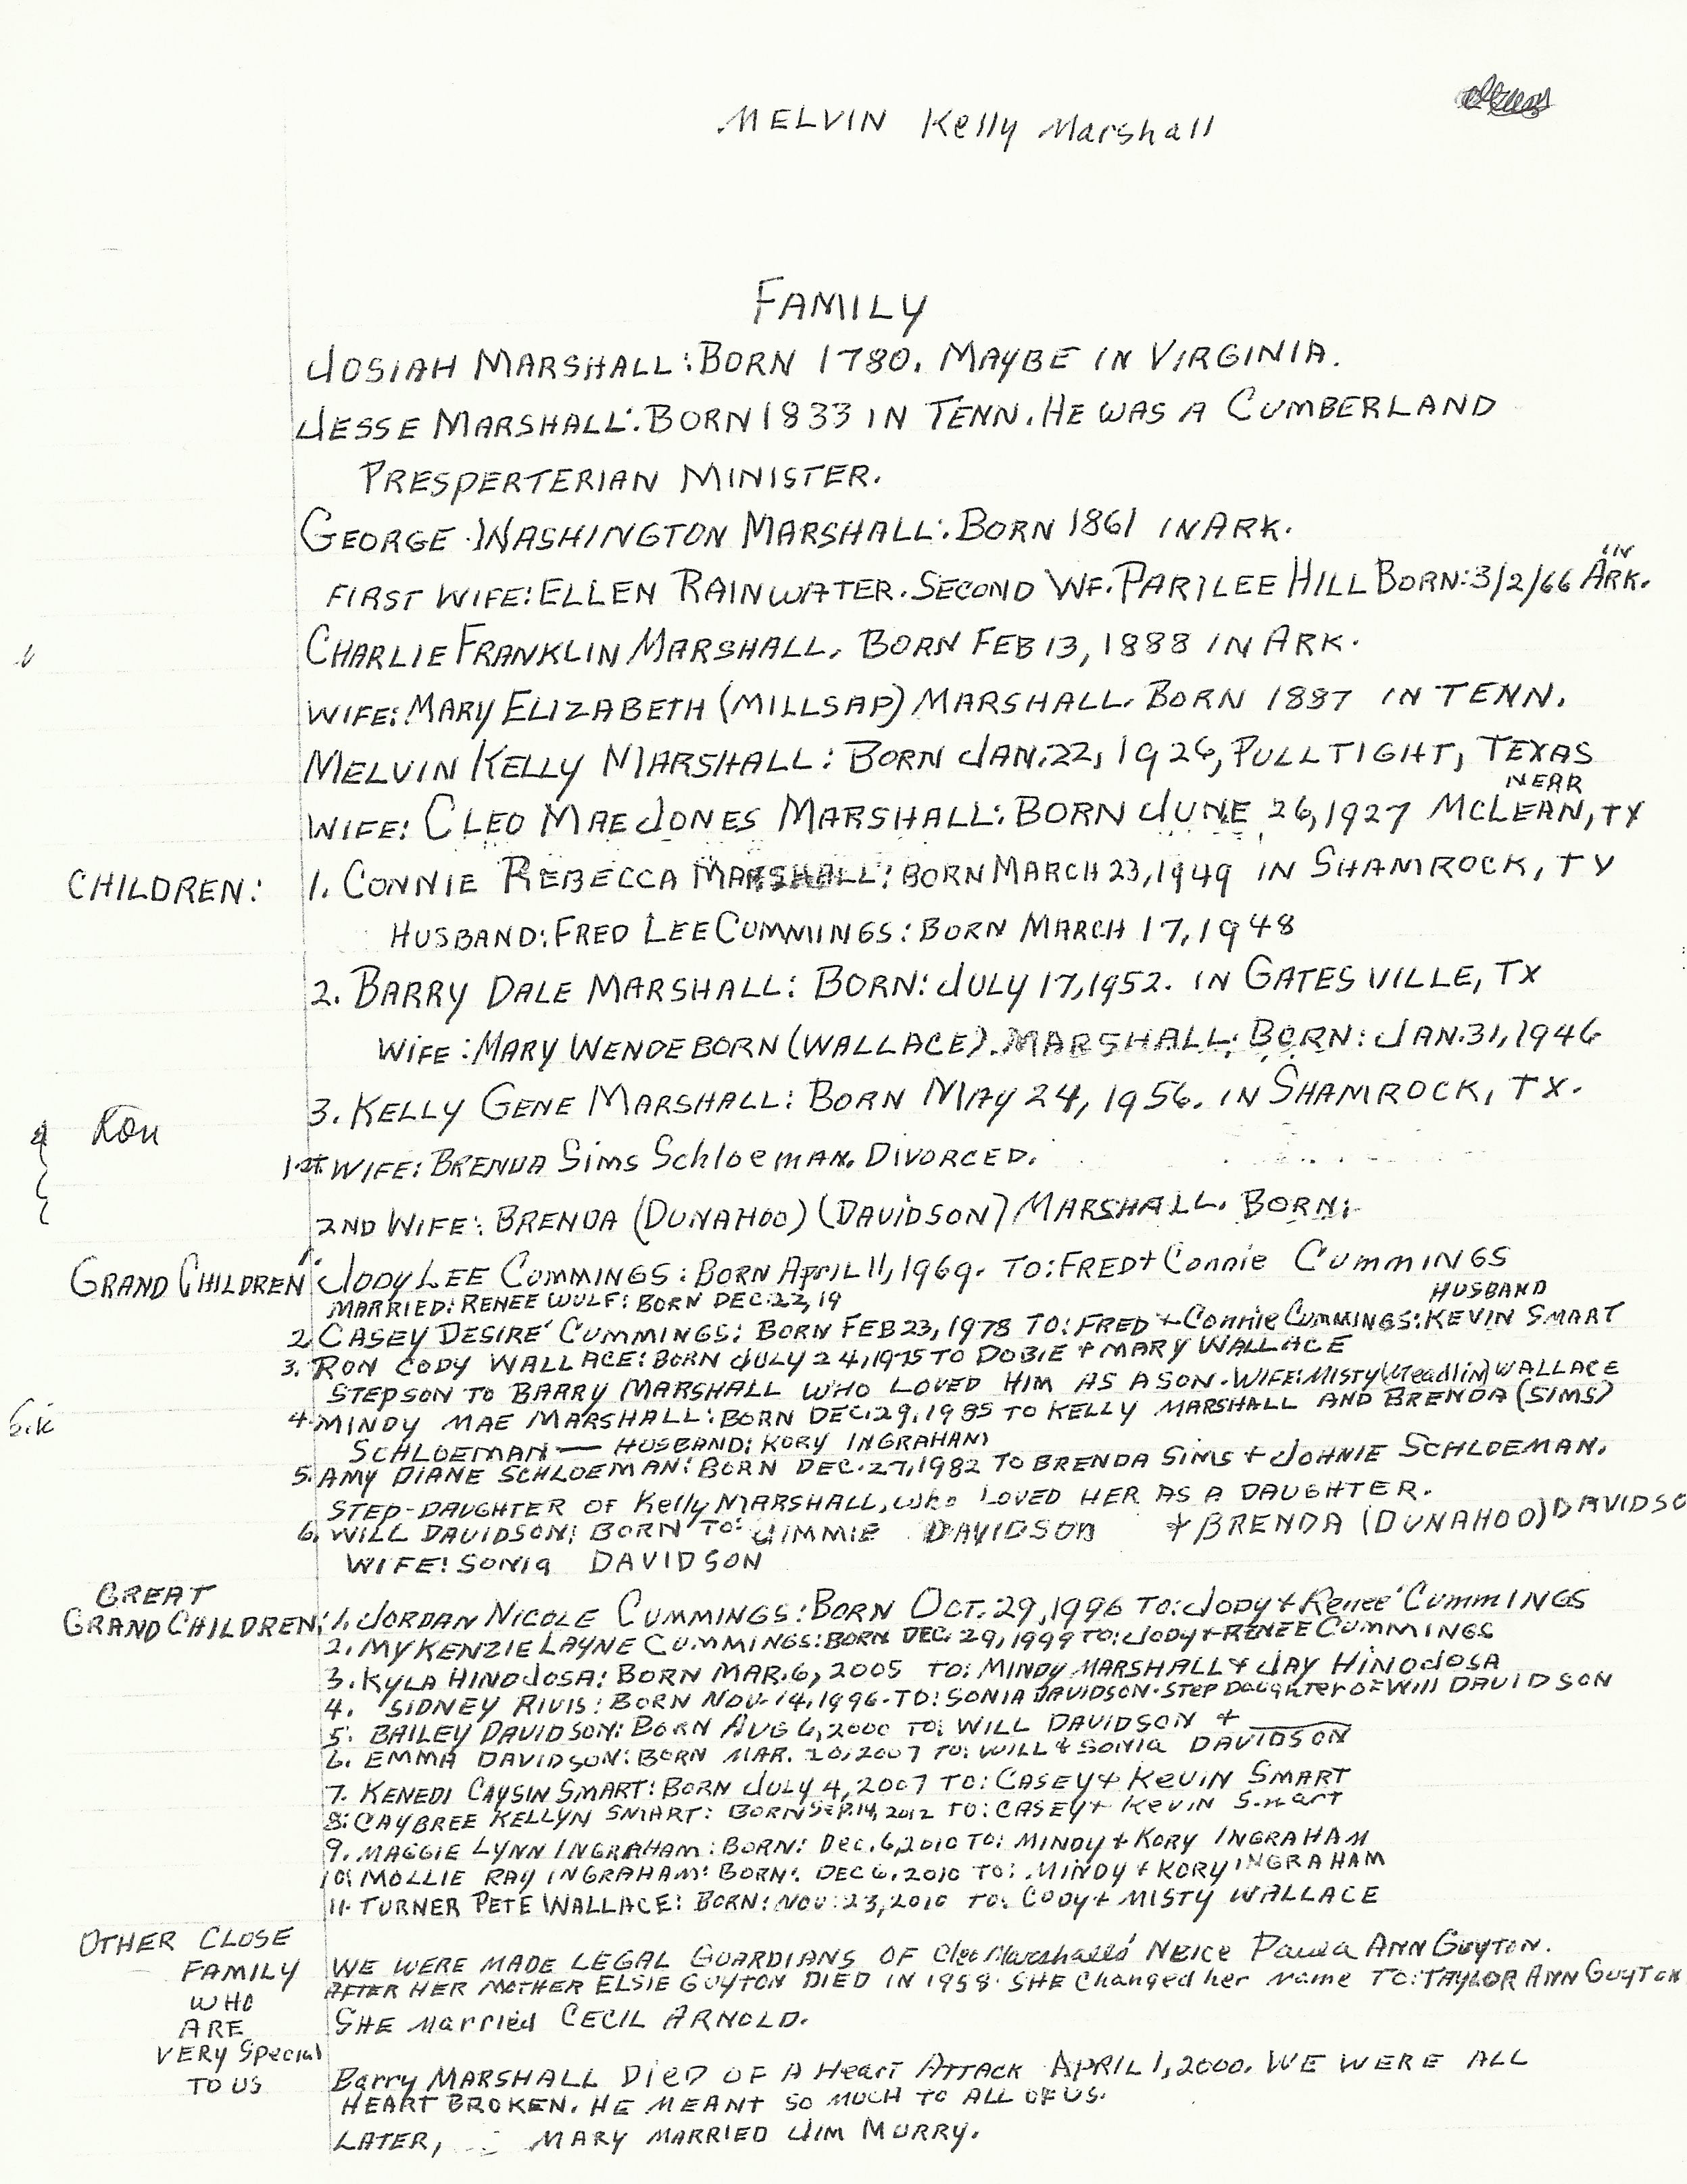 MELVIN Kelly Marshall
FAMILY
JOSIAH MARSHALL: BORN 1780. MAYBE IN VIRGINIA.
JESSE MARSHALL: BORN 1833 IN TENN. HE WAS A CUMBERLAND
PRESPERTERIAN MINISTER.
GEORGE WASHINGTON MARSHALL: BORN 1861 IN ARK.
FIRST WIFE: ELLEN RAINWATER. SECOND WF. PARILEE HILL BORN: 3/2/66 IN ARK.
CHARLIE FRANKLIN MARSHALL. BORN FEB 13, 1888 IN ARK.
WIFE: MARY ELIZABETH (MILLSAP) MARSHALL. BORN 1887 IN TENN.
MELVIN KELLY MARSHALL: BORN JAN. 22, 1926, PULLTIGHT, TEXAS
WIFE: CLEO MAE JONES MARSHALL: BORN JUNE 26, 1927 NEAR MCLEAN, TX
CHILDREN: 1. CONNIE REBECCA MARSHALL: BORN MARCH 23, 1949 IN SHAMROCK, TX
HUSBAND: FRED LEE CUMMINGS: BORN MARCH 17, 1948
2. BARRY DALE MARSHALL: BORN: JULY 17, 1952. IN GATESVILLE, TX
WIFE: MARY WENDEBORN (WALLACE). MARSHALL: BORN: JAN. 31, 1946
3. KELLY GENE MARSHALL: BORN MAY 24, 1956. IN SHAMROCK, TX.
Ron
1st WIFE: BRENDA Sims Schloeman. DIVORCED.
2ND WIFE: BRENDA (DUNAHOO) (DAVIDSON) MARSHALL. BORN:
GRAND CHILDREN 1. JODY LEE CUMMINGS: BORN APRIL 11, 1969. TO: FRED + Connie CUMMINGS
MARRIED: RENEE WULF: BORN DEC. 22, 19
2. CASEY DESIRE' CUMMINGS: BORN FEB 23, 1978 TO: FRED + Connie CUMMINGS: HUSBAND KEVIN SMART
3. RON CODY WALLACE: BORN JULY 24, 1975 TO DOBIE + MARY WALLACE
STEPSON TO BARRY MARSHALL WHO LOVED HIM AS A SON. WIFE: MISTY (Meadlin) WALLACE
4. MINDY MAE MARSHALL: BORN DEC. 29, 1985 TO KELLY MARSHALL AND BRENDA (SIMS)
SCHLOEMAN — HUSBAND: KORY INGRAHAM
5. AMY DIANE SCHLOEMAN: BORN DEC. 27, 1982 TO BRENDA SIMS + JOHNIE SCHLOEMAN.
STEP-DAUGHTER OF Kelly MARSHALL, who LOVED HER AS A DAUGHTER.
6. WILL DAVIDSON: BORN TO: JIMMIE DAVIDSON + BRENDA (DUNAHOO) DAVIDSO
WIFE: SONIA DAVIDSON
GREAT
GRAND CHILDREN: 1. JORDAN NICOLE CUMMINGS: BORN OCT. 29, 1996 TO: JODY + Renee' CUMMINGS
2. MYKENZIE LAYNE CUMMINGS: BORN DEC. 29, 1999 TO: JODY + RENEE CUMMINGS
3. KYLA HINOJOSA: BORN MAR. 6, 2005 TO: MINDY MARSHALL + JAY HINOJOSA
4. SIDNEY RIVIS: BORN NOV. 14, 1996. TO: SONIA DAVIDSON. STEP Daughter OF Will DAVIDSON
5. BAILEY DAVIDSON: BORN AUG 6, 2000 TO: WILL DAVIDSON + ______
6. EMMA DAVIDSON: BORN MAR. 20, 2007 TO: WILL & SONIA DAVIDSON
7. KENEDI CAYSIN SMART: BORN JULY 4, 2007 TO: CASEY + KEVIN SMART
8. CAYBREE KELLYN SMART: BORN SEP. 14, 2012 TO: CASEY + KEVIN Smart
9. MAGGIE LYNN INGRAHAM: BORN: DEC. 6, 2010 TO: MINDY + KORY INGRAHAM
10. MOLLIE RAY INGRAHAM: BORN: DEC 6, 2010 TO: MINDY + KORY INGRAHAM
11. TURNER PETE WALLACE: BORN: NOV. 23, 2010 TO: CODY + MISTY WALLACE
OTHER CLOSE
FAMILY
WHO
ARE
VERY Special
TO US
WE WERE MADE LEGAL GUARDIANS OF Cleo Marshalls' NEICE Paula ANN GUYTON.
AFTER HER MOTHER ELSIE GUYTON DIED IN 1958. SHE Changed her name TO: TAYLOR ANN GUYTON
SHE married CECIL ARNOLD.
Barry MARSHALL DIED OF A Heart ATTACK APRIL 1, 2000. WE WERE ALL
HEART BROKEN. HE MEANT SO MUCH TO ALL OF US.
LATER, MARY MARRIED JIM MURRY.